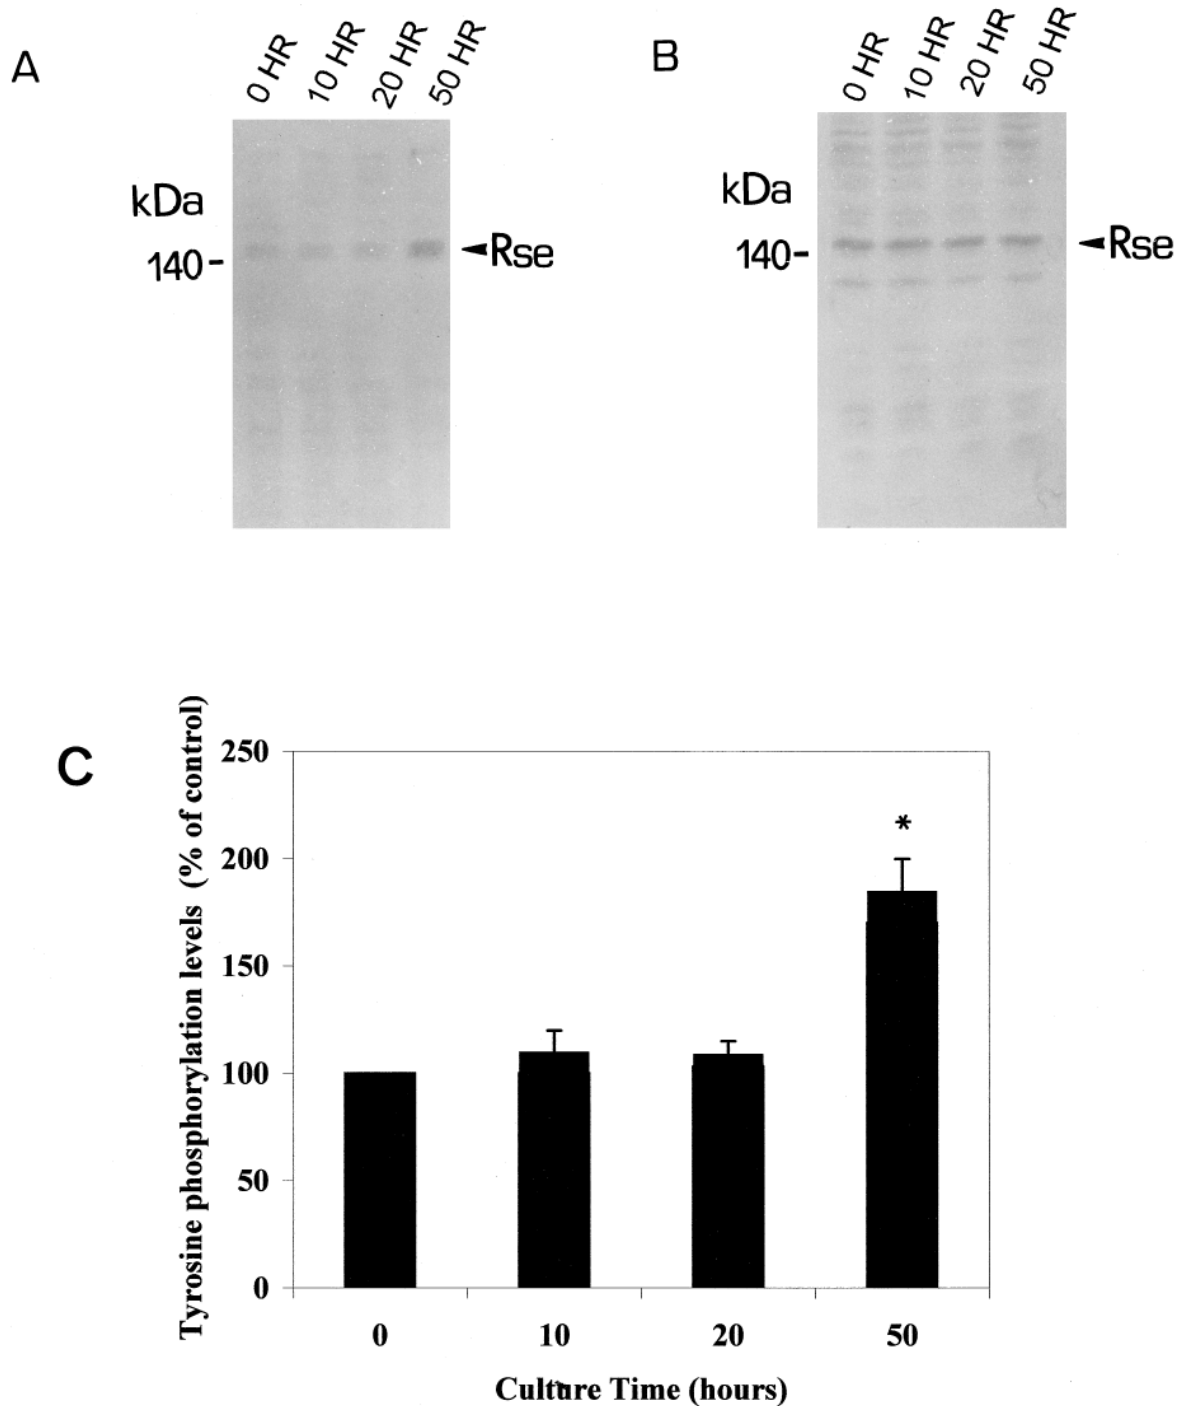 A
0 HR
10 HR
20 HR
50 HR
kDa
140-
Rse
B
0 HR
10 HR
20 HR
50 HR
kDa
140-
Rse
C
Tyrosine phosphorylation levels (% of control)
250
200
150
100
50
0
*
0 10 20 50
Culture Time (hours)